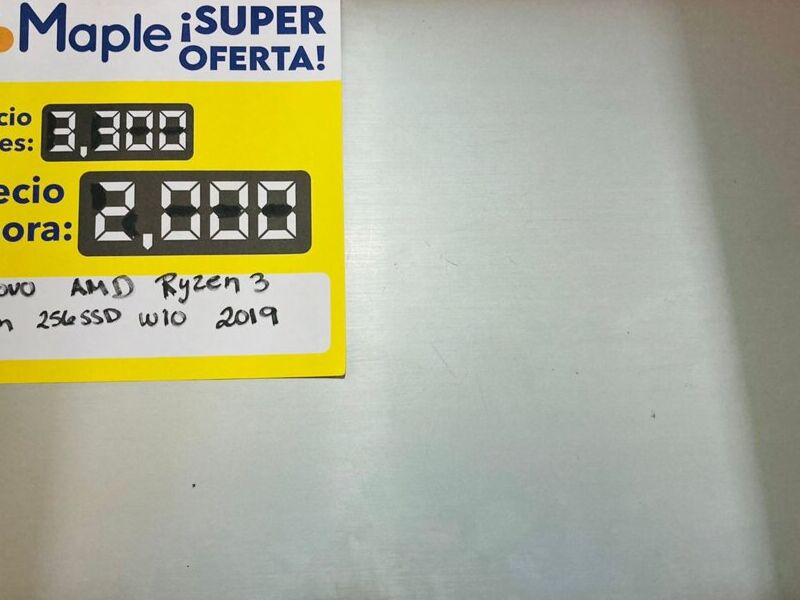 Maple ¡SUPER
OFERTA!
cio
es: 3,300
ecio
ora: 2,000
ovo AMD Ryzen 3
256SSD W10 2019